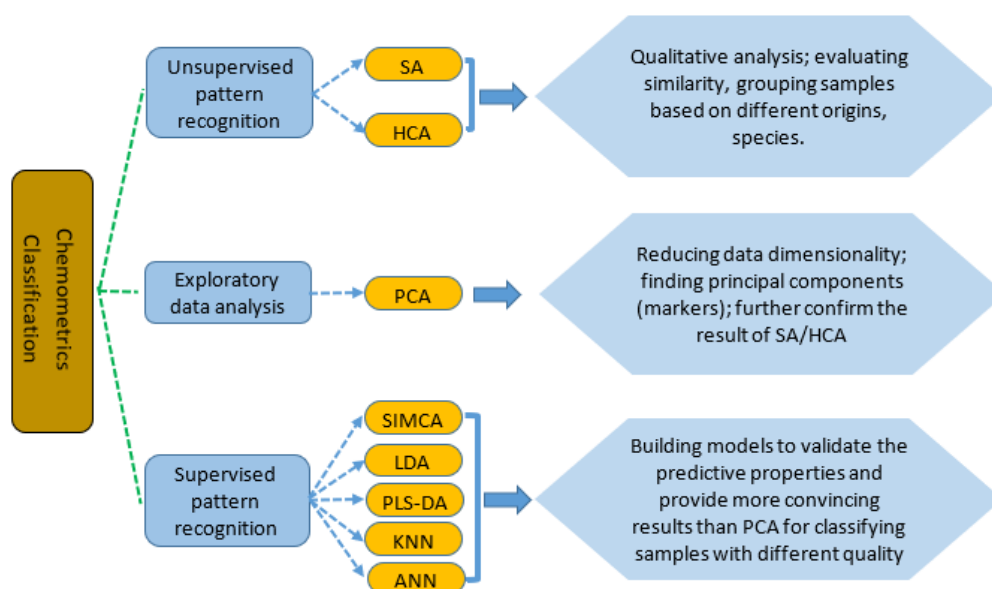 Chemometrics
Classification
Unsupervised
pattern
recognition
SA
HCA
Qualitative analysis; evaluating
similarity, grouping samples
based on different origins,
species.
Exploratory
data analysis
PCA
Reducing data dimensionality;
finding principal components
(markers); further confirm the
result of SA/HCA
Supervised
pattern
recognition
SIMCA
LDA
PLS-DA
KNN
ANN
Building models to validate the
predictive properties and
provide more convincing
results than PCA for classifying
samples with different quality